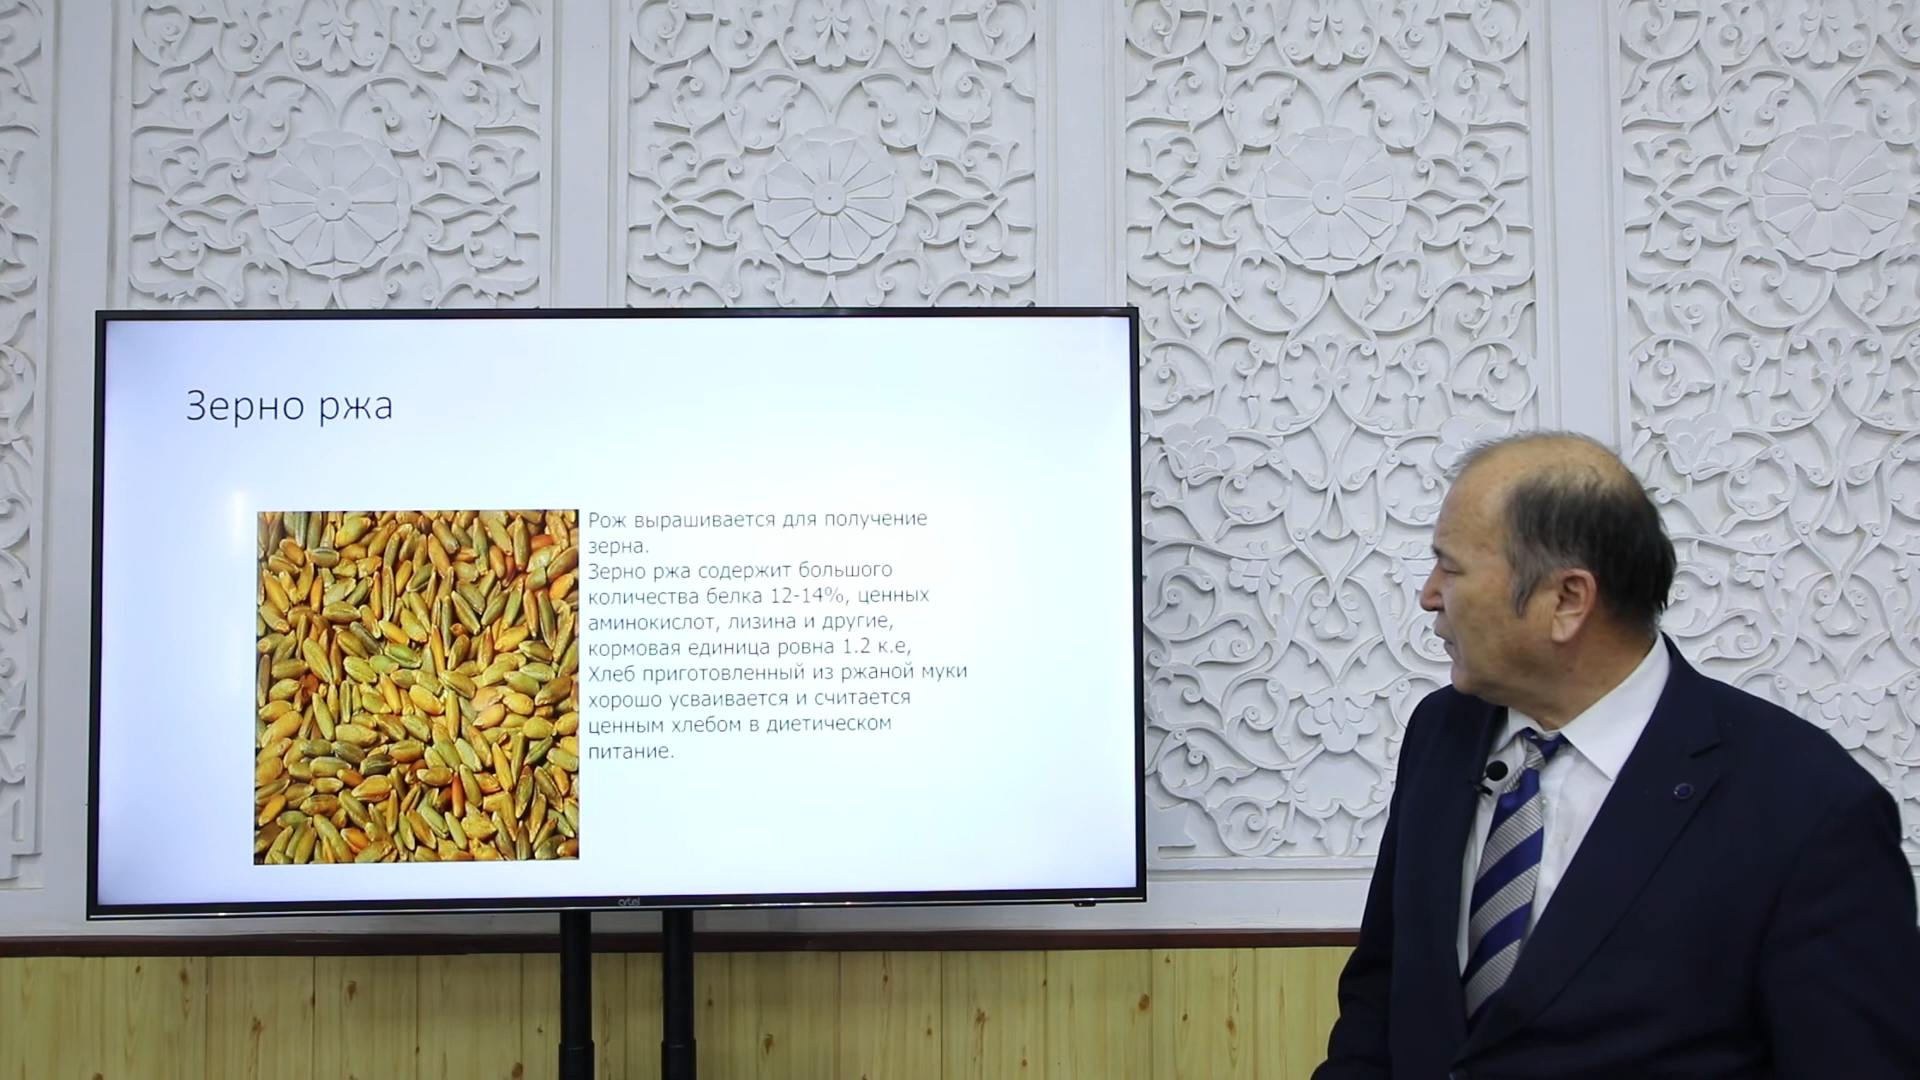 Зерно ржа
Рож вырашивается для получение
зерна.
Зерно ржа содержит большого
количества белка 12-14%, ценных
аминокислот, лизина и другие,
кормовая единица ровна 1.2 к.е,
Хлеб приготовленный из ржаной муки
хорошо усваивается и считается
ценным хлебом в диетическом
питание.
artel